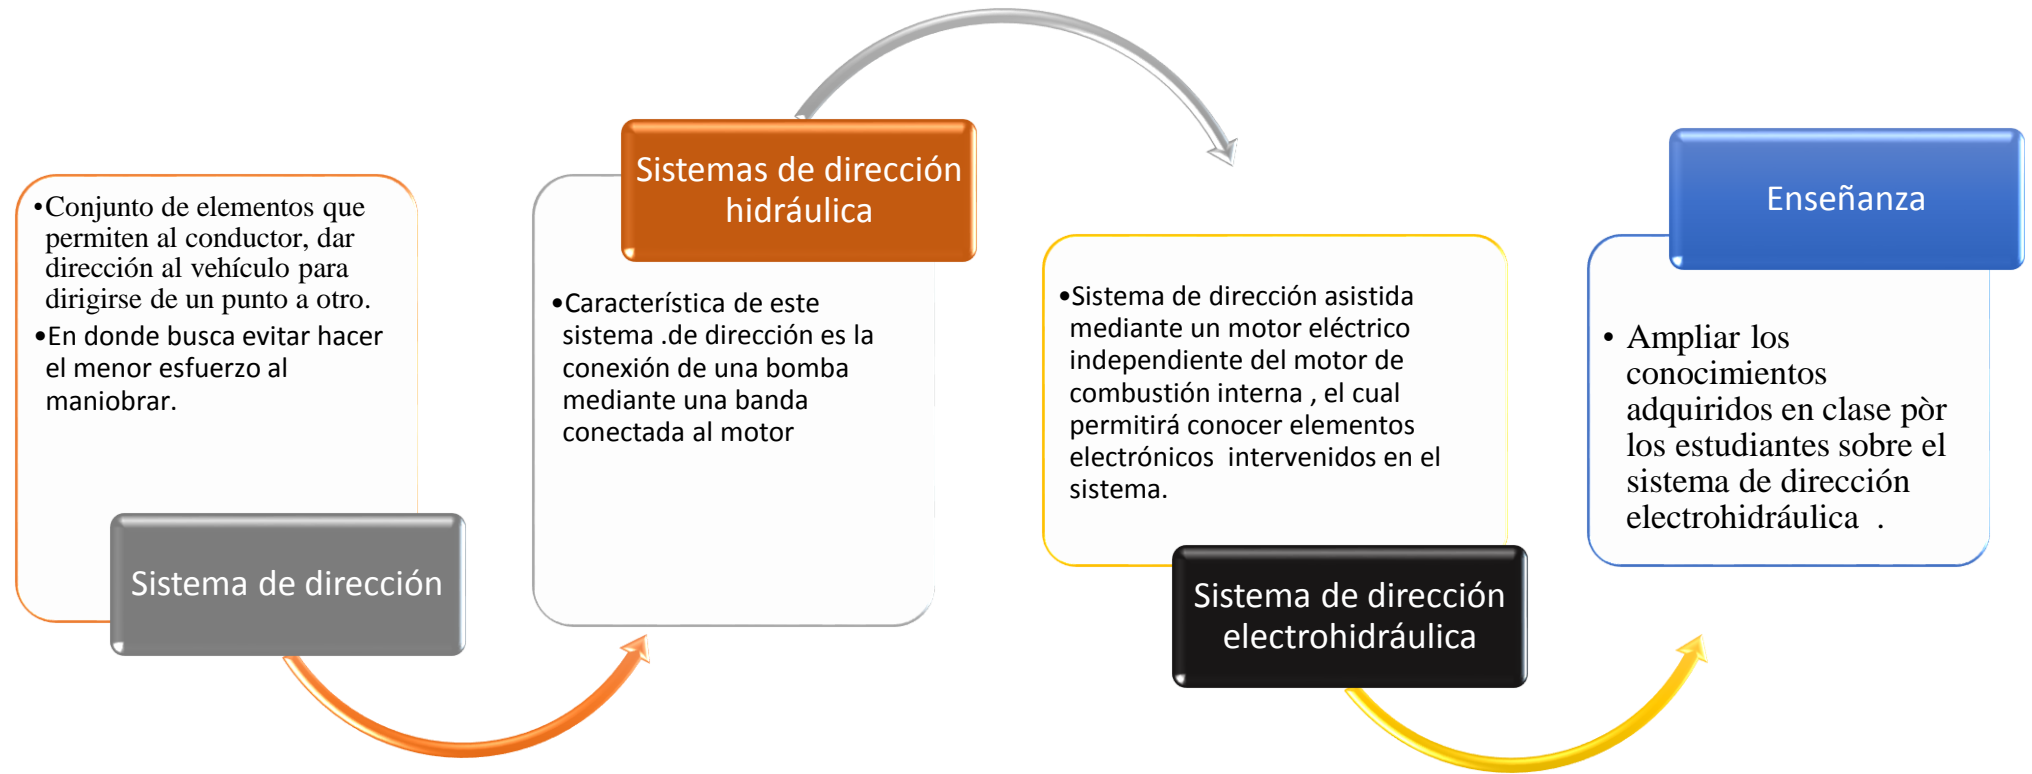 •Conjunto de elementos que
permiten al conductor, dar
dirección al vehículo para
dirigirse de un punto a otro.
•En donde busca evitar hacer
el menor esfuerzo al
maniobrar.
Sistema de dirección
Sistemas de dirección
hidráulica
•Característica de este
sistema .de dirección es la
conexión de una bomba
mediante una banda
conectada al motor
•Sistema de dirección asistida
mediante un motor eléctrico
independiente del motor de
combustión interna , el cual
permitirá conocer elementos
electrónicos  intervenidos en el
sistema.
Sistema de dirección
electrohidráulica
Enseñanza
• Ampliar los
conocimientos
adquiridos en clase pòr
los estudiantes sobre el
sistema de dirección
electrohidráulica  .